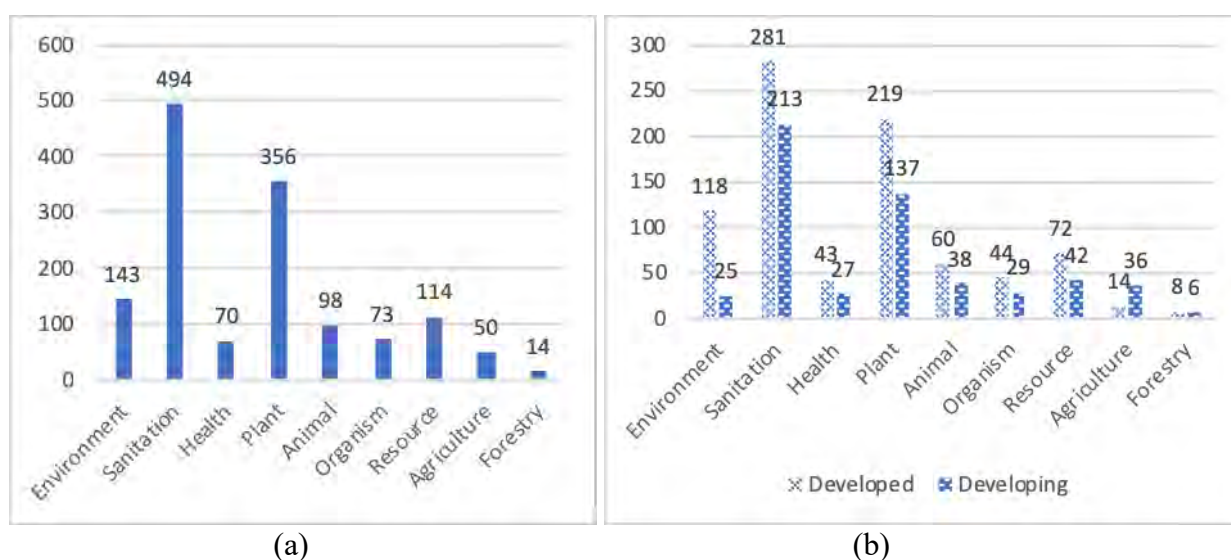 600
500
400
300
200
100
0
494
356
143
70
98
73
114
50
14
Environment
Sanitation
Health
Plant
Animal
Organism
Resource
Agriculture
Forestry
(a)
300
250
200
150
100
50
0
281
213
219
137
118
25
43
27
60
38
44
29
72
42
14
36
8
6
Environment
Sanitation
Health
Plant
Animal
Organism
Resource
Agriculture
Forestry
Developed Developing
(b)